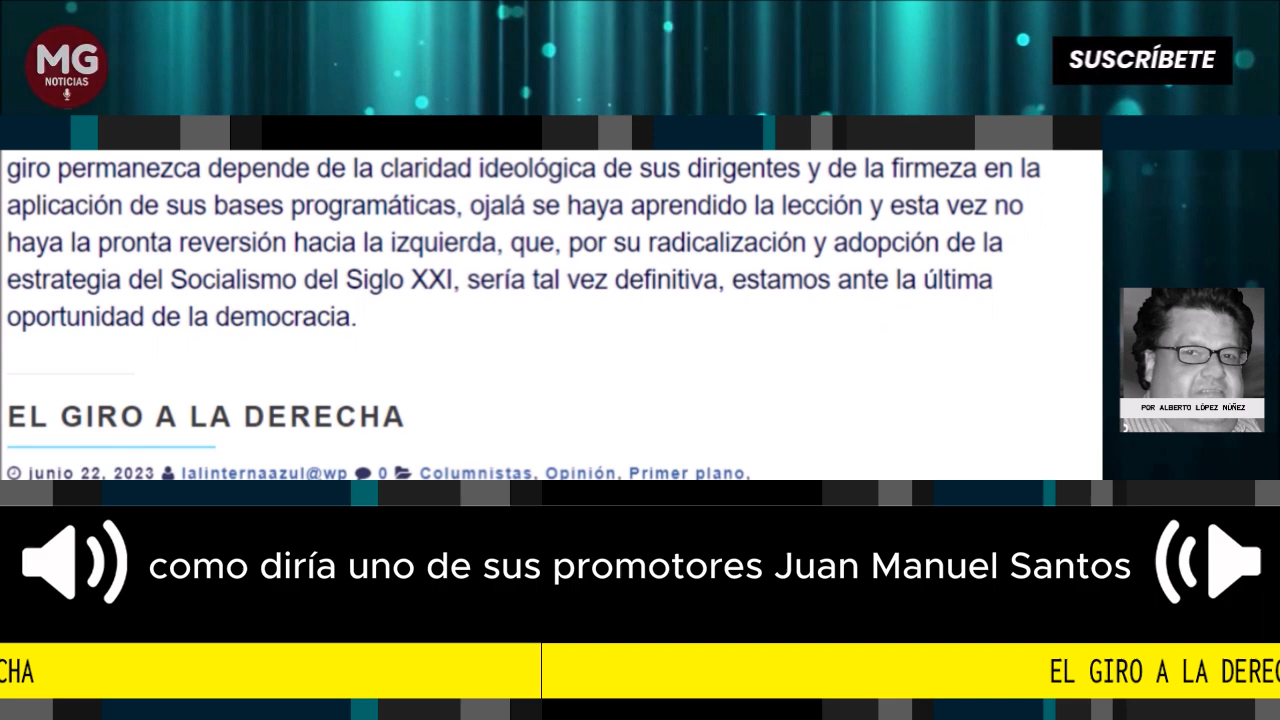 MG
NOTICIAS
SUSCRÍBETE
giro permanezca depende de la claridad ideológica de sus dirigentes y de la firmeza en la
aplicación de sus bases programáticas, ojalá se haya aprendido la lección y esta vez no
haya la pronta reversión hacia la izquierda, que, por su radicalización y adopción de la
estrategia del Socialismo del Siglo XXI, sería tal vez definitiva, estamos ante la última
oportunidad de la democracia.
EL GIRO A LA DERECHA
junio 22, 2023 lalinternaazul@wp 0 Columnistas, Opinión, Primer plano,
POR ALBERTO LÓPEZ NÚÑEZ
como diría uno de sus promotores Juan Manuel Santos
CHA
EL GIRO A LA DEREC